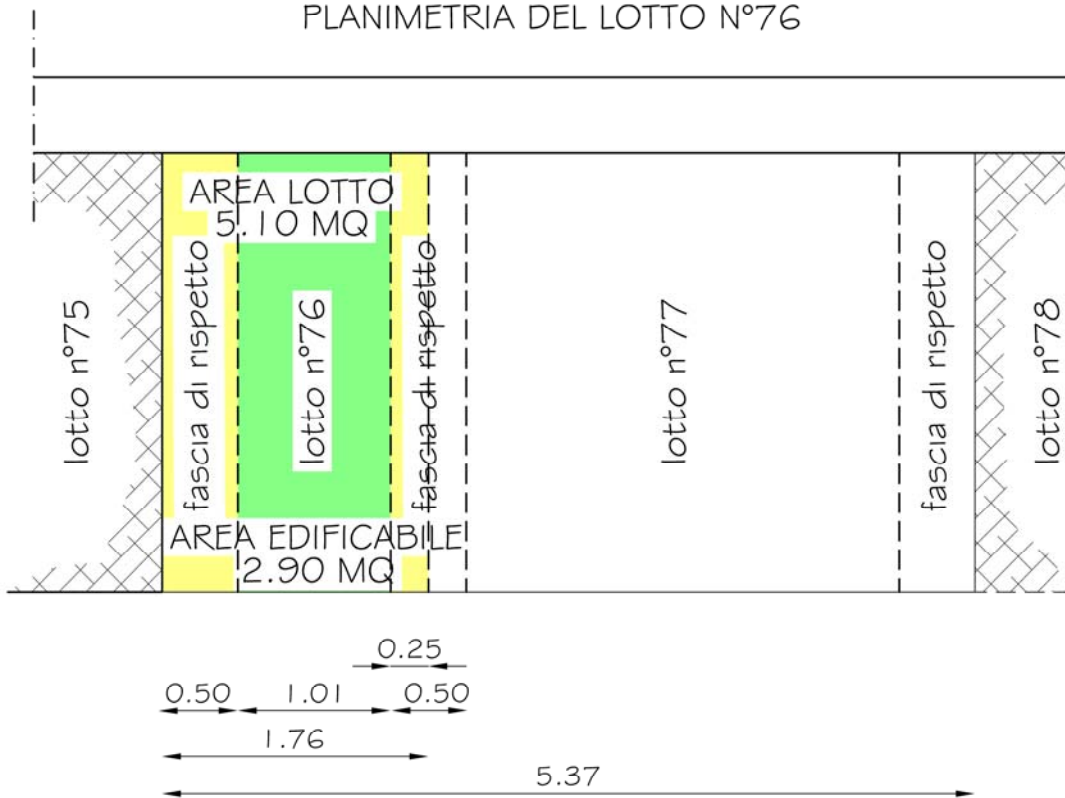 PLANIMETRIA DEL LOTTO N°76
AREA LOTTO
5.10 MQ
lotto n°75
fascia di rispetto
lotto n°76
fascia di rispetto
lotto n°77
fascia di rispetto
lotto n°78
AREA EDIFICABILE
2.90 MQ
0.25
0.50 1.01 0.50
1.76
5.37